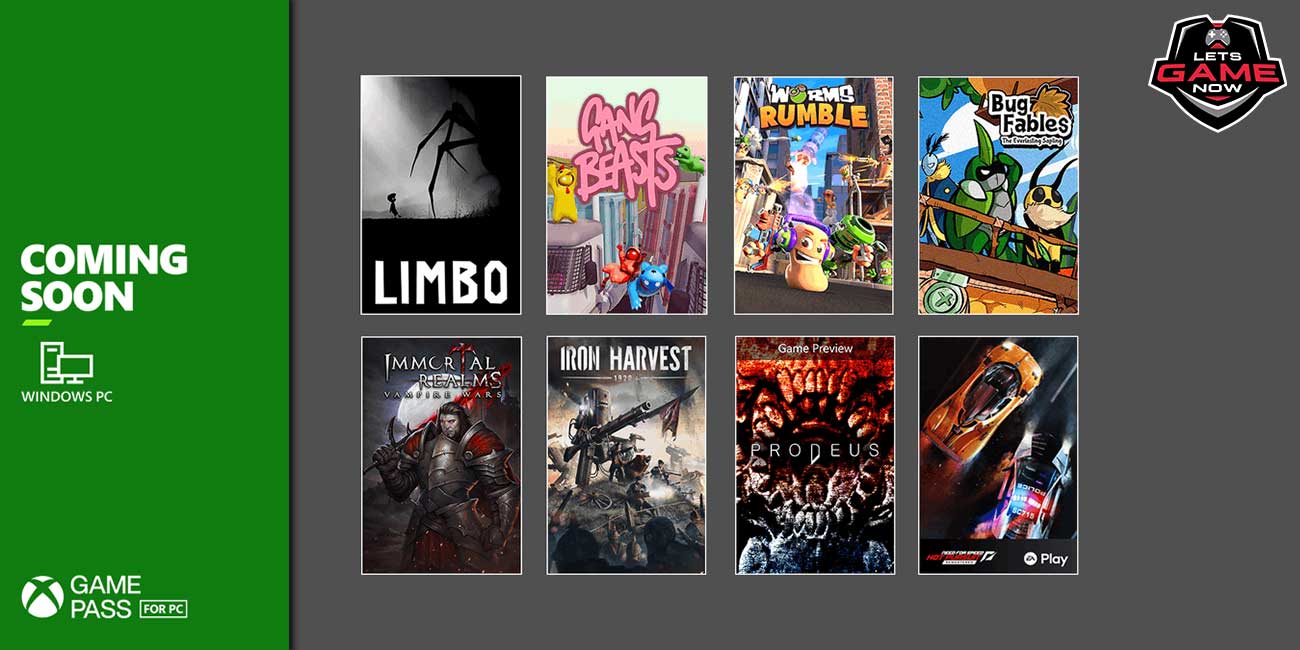 COMING
SOON
WINDOWS PC
GAME
PASS FOR PC
LETS
GAME
NOW
LIMBO
GANG
BEASTS
WORMS
RUMBLE
Bug
Fables
The Everlasting Sapling
IMMORTAL
REALMS
VAMPIRE WARS
IRON HARVEST
1920
Game Preview
PRODEUS
POLICE
SC715
NEED FOR SPEED
HOT PURSUIT
REMASTERED
EA Play